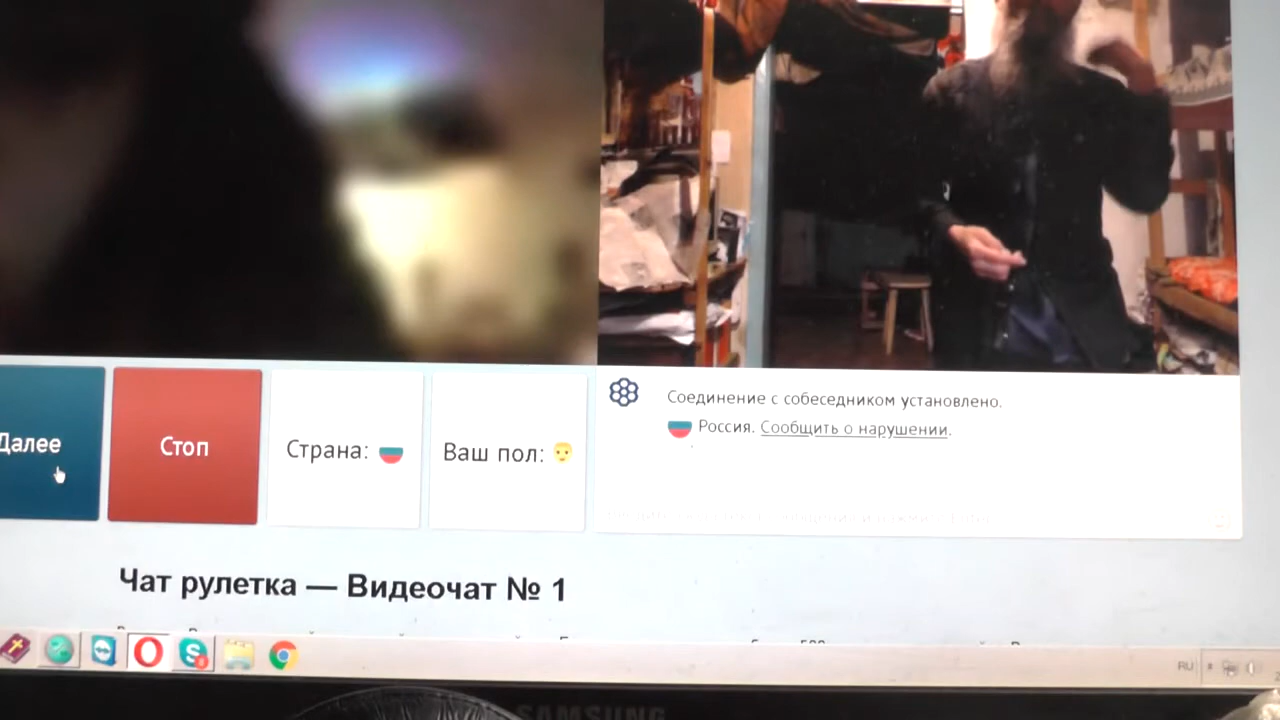 Далее
Стоп
Страна:
Ваш пол:
Соединение с собеседником установлено.
Россия. Сообщить о нарушении.
Чат рулетка — Видеочат № 1
RU
SAMSUNG